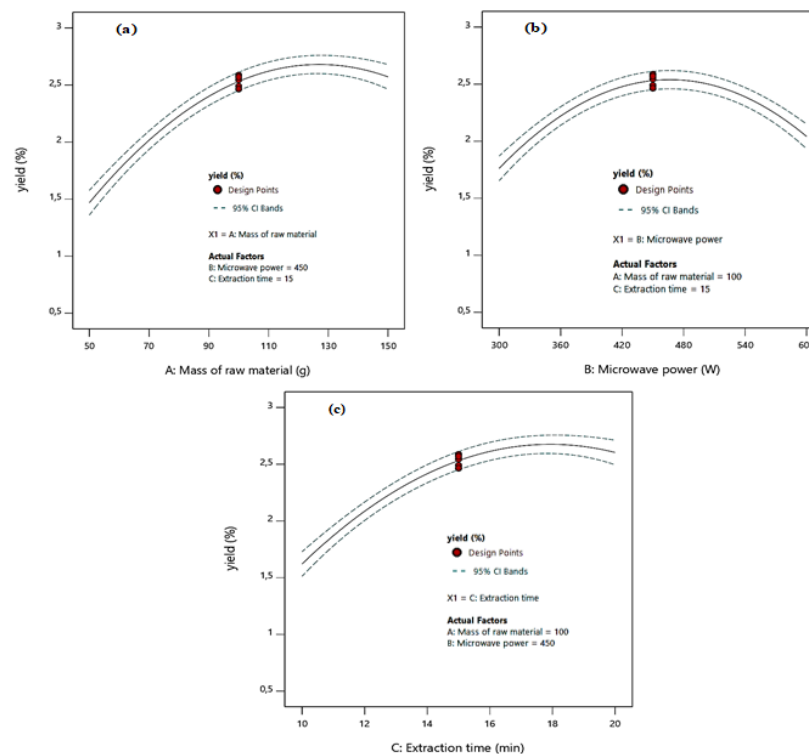 (a)
3
2,5
2
1,5
1
0,5
yield (%)
yield (%)
Design Points
95% CI Bands
X1 = A: Mass of raw material
Actual Factors
B: Microwave power = 450
C: Extraction time = 15
50 70 90 110 130 150
A: Mass of raw material (g)
(b)
3
2,5
2
1,5
1
0,5
yield (%)
yield (%)
Design Points
95% CI Bands
X1 = B: Microwave power
Actual Factors
A: Mass of raw material = 100
C: Extraction time = 15
300 360 420 480 540
B: Microwave power (W)
(c)
3
2,5
2
1,5
1
0,5
yield (%)
yield (%)
Design Points
95% CI Bands
X1 = C: Extraction time
Actual Factors
A: Mass of raw material = 100
B: Microwave power = 450
10 12 14 16 18 20
C: Extraction time (min)